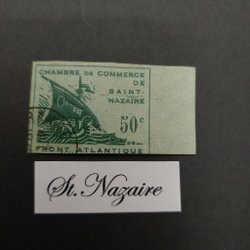 CHAMBRE DE COMMERCE
DE
SAINT-
NAZAIRE
50c
FRONT ATLANTIQUE
St. Nazaire